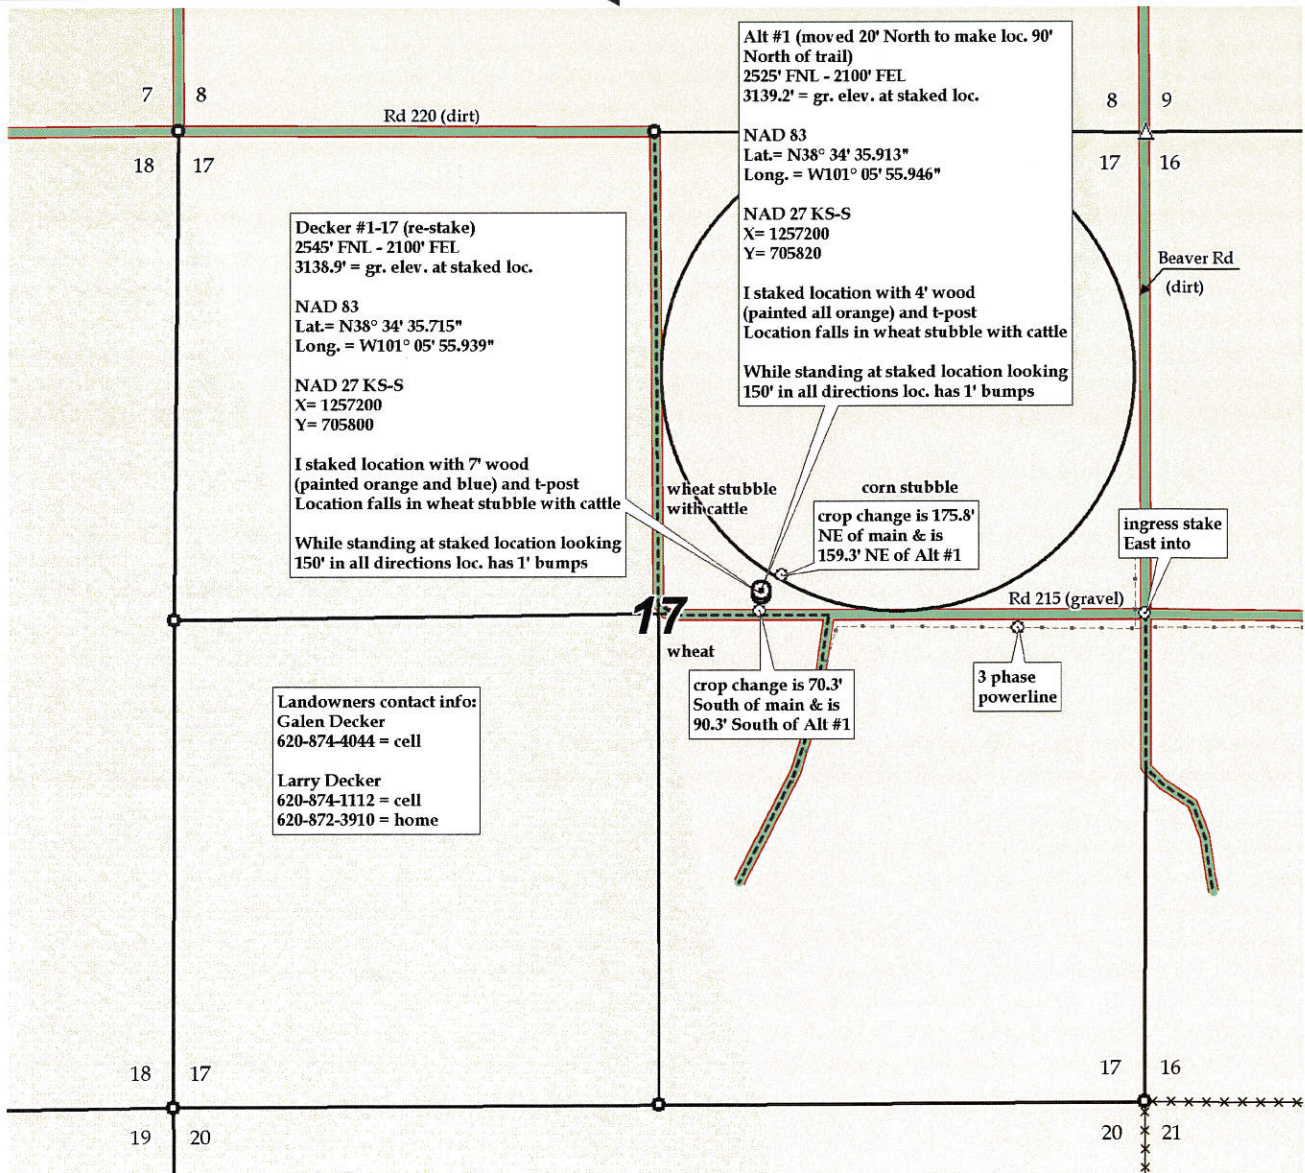 Alt #1 (moved 20' North to make loc. 90'
North of trail)
2525' FNL - 2100' FEL
3139.2' = gr. elev. at staked loc.
NAD 83
Lat.= N38° 34' 35.913"
Long. = W101° 05' 55.946"
NAD 27 KS-S
X= 1257200
Y= 705820
I staked location with 4' wood
(painted all orange) and t-post
Location falls in wheat stubble with cattle
While standing at staked location looking
150' in all directions loc. has 1' bumps
7 8
Rd 220 (dirt)
8 9
18 17
17 16
Decker #1-17 (re-stake)
2545' FNL - 2100' FEL
3138.9' = gr. elev. at staked loc.
NAD 83
Lat.= N38° 34' 35.715"
Long. = W101° 05' 55.939"
NAD 27 KS-S
X= 1257200
Y= 705800
I staked location with 7' wood
(painted orange and blue) and t-post
Location falls in wheat stubble with cattle
While standing at staked location looking
150' in all directions loc. has 1' bumps
Beaver Rd
(dirt)
wheat stubble
with cattle
corn stubble
crop change is 175.8'
NE of main & is
159.3' NE of Alt #1
ingress stake
East into
Rd 215 (gravel)
17
wheat
crop change is 70.3'
South of main & is
90.3' South of Alt #1
3 phase
powerline
Landowners contact info:
Galen Decker
620-874-4044 = cell
Larry Decker
620-874-1112 = cell
620-872-3910 = home
18 17
17 16
19 20
20 21